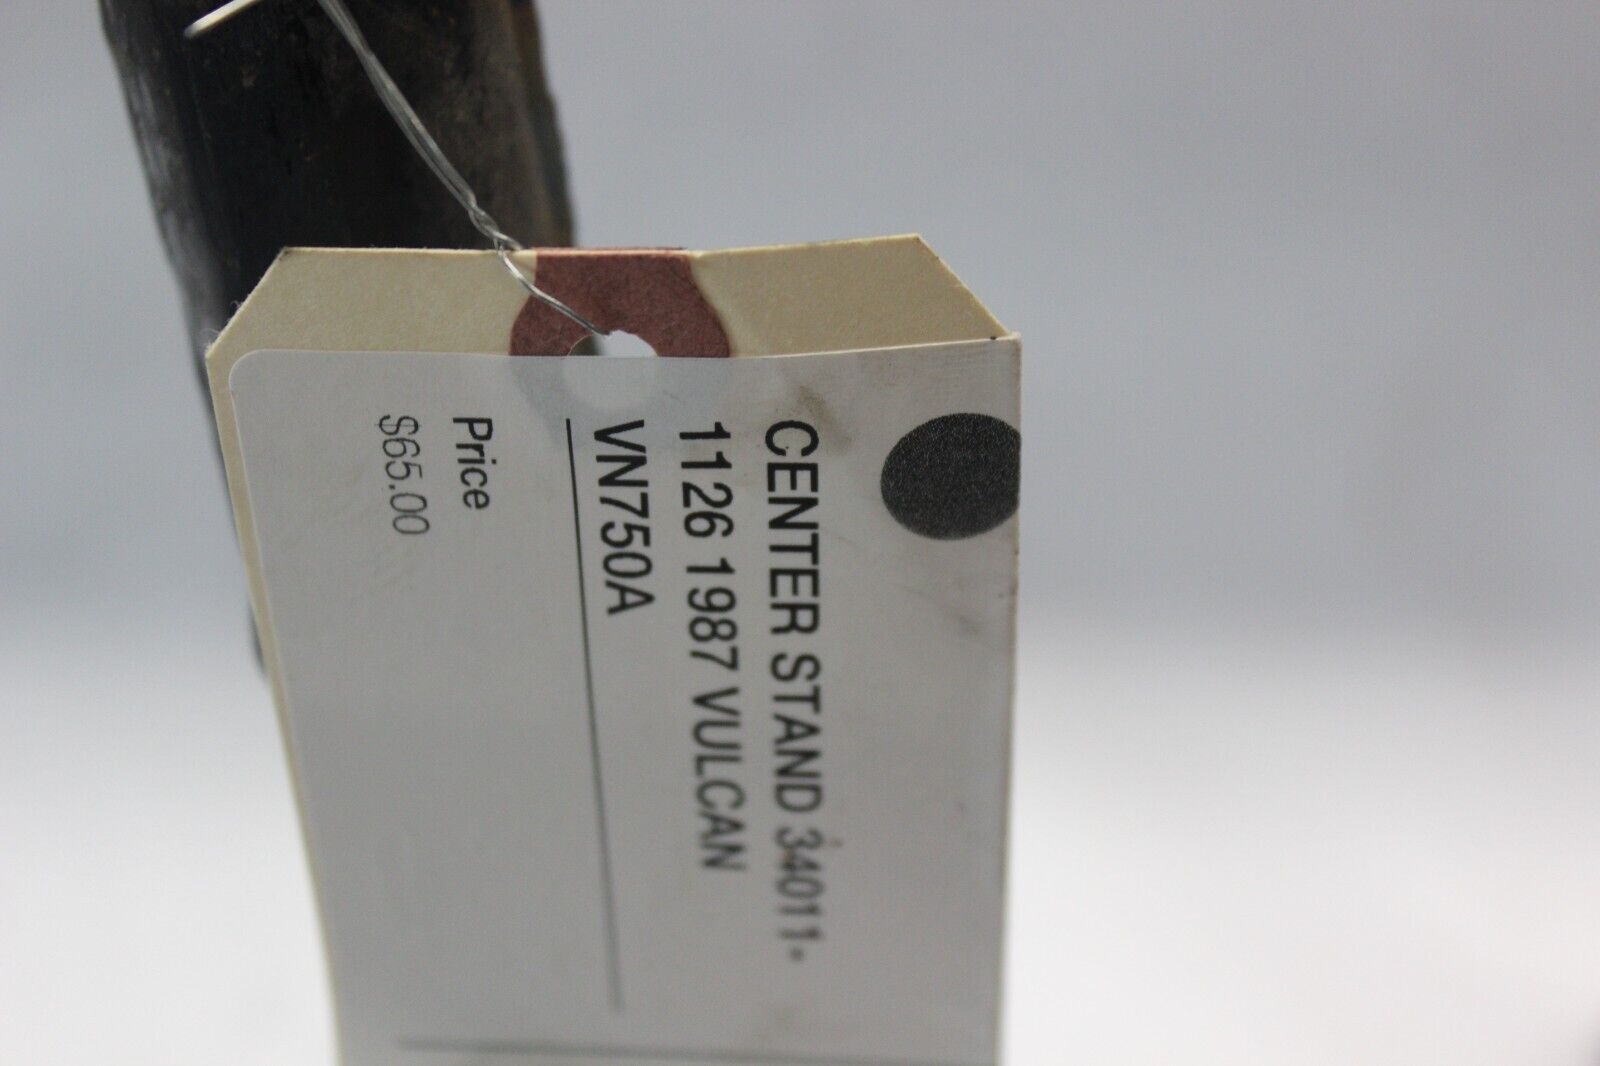 CENTER STAND 34011-
1126 1987 VULCAN
VN750A
Price
$65.00